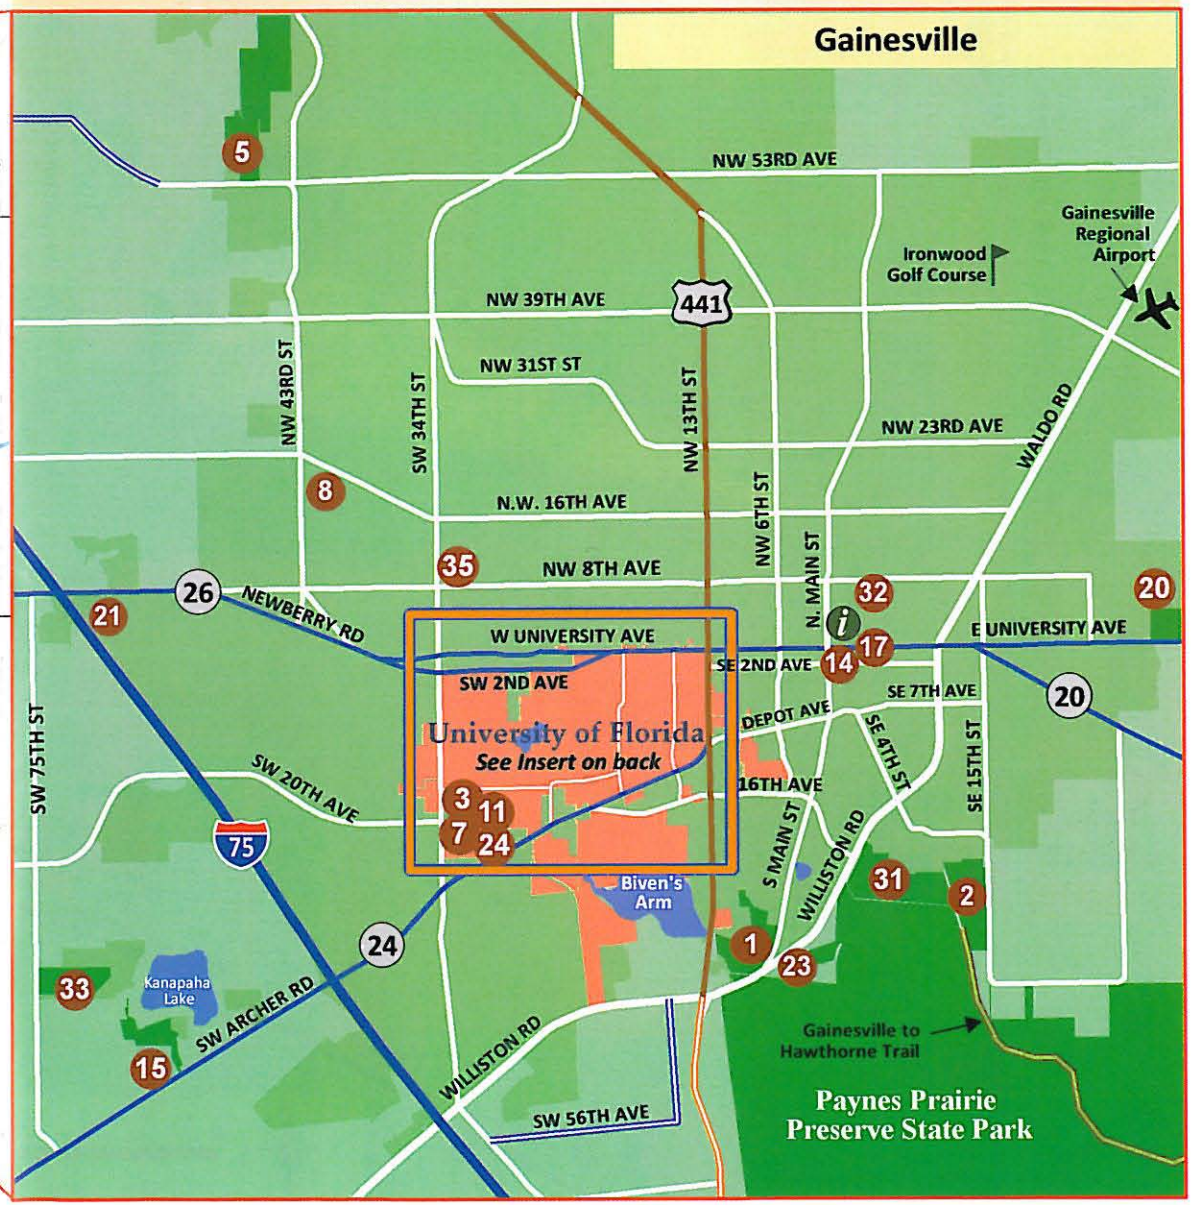 Gainesville
5
NW 53RD AVE
Gainesville
Regional
Airport
Ironwood
Golf Course
NW 39TH AVE
441
NW 43RD ST
NW 31ST ST
SW 34TH ST
NW 13TH ST
WALDO RD
NW 23RD AVE
8
N.W. 16TH AVE
NW 6TH ST
N. MAIN ST
35
NW 8TH AVE
26
NEWBERRY RD
21
32
20
i
W UNIVERSITY AVE
E UNIVERSITY AVE
17
14
SE 2ND AVE
SW 2ND AVE
SE 7TH AVE
20
SW 75TH ST
University of Florida
See Insert on back
DEPOT AVE
SE 4TH ST
SE 15TH ST
SW 20TH AVE
3
11
7
24
16TH AVE
S MAIN ST
WILLISTON RD
75
Biven's
Arm
31
2
24
1
23
33
Kanapaha
Lake
SW ARCHER RD
15
WILLISTON RD
Gainesville to
Hawthorne Trail
SW 56TH AVE
Paynes Prairie
Preserve State Park